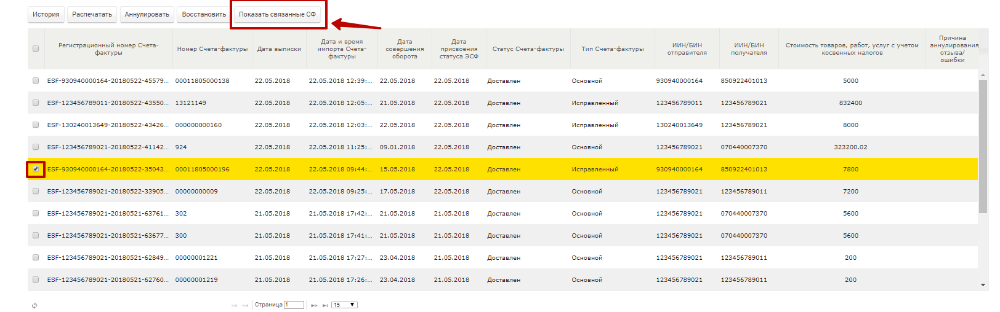 История Распечатать Аннулировать Восстановить Показать связанные СФ
Регистрационный номер Счета-фактуры Номер Счета-фактуры Дата выписки Дата и время импорта Счета-фактуры Дата совершения оборота Дата присвоения статуса ЭСФ Статус Счета-фактуры Тип Счета-фактуры ИИН/БИН отправителя ИИН/БИН получателя Стоимость товаров, работ, услуг с учетом косвенных налогов Причина аннулирования отзыва/ошибки
ESF-930940000164-20180522-45579... 00011805000138 22.05.2018 22.05.2018 12:39:... 22.05.2018 22.05.2018 Доставлен Основной 930940000164 850922401013 5000
ESF-123456789011-20180522-43550... 13121149 22.05.2018 22.05.2018 12:05:... 21.05.2018 22.05.2018 Доставлен Исправленный 123456789011 123456789021 832400
ESF-130240013649-20180522-43426... 000000000160 22.05.2018 22.05.2018 12:03:... 22.05.2018 22.05.2018 Доставлен Исправленный 130240013649 123456789021 8000
ESF-123456789021-20180522-41142... 924 22.05.2018 22.05.2018 11:25:... 09.01.2018 22.05.2018 Доставлен Основной 123456789021 070440007370 323200.02
ESF-930940000164-20180522-35043... 00011805000196 22.05.2018 22.05.2018 09:44:... 15.05.2018 22.05.2018 Доставлен Исправленный 930940000164 850922401013 7800
ESF-123456789021-20180522-33905... 00000000009 22.05.2018 22.05.2018 09:25:... 17.05.2018 22.05.2018 Доставлен Основной 123456789021 123456789011 7200
ESF-123456789021-20180521-63761... 302 21.05.2018 21.05.2018 17:42:... 21.05.2018 21.05.2018 Доставлен Основной 123456789021 070440007370 5600
ESF-123456789021-20180521-63677... 300 21.05.2018 21.05.2018 17:41:... 21.05.2018 21.05.2018 Доставлен Основной 123456789021 070440007370 5600
ESF-123456789021-20180521-62849... 00000001221 21.05.2018 21.05.2018 17:27:... 23.04.2018 21.05.2018 Доставлен Основной 123456789021 123456789011 200
ESF-123456789021-20180521-62760... 00000001219 21.05.2018 21.05.2018 17:26:... 23.04.2018 21.05.2018 Доставлен Основной 123456789021 123456789011 200
Страница 1 15